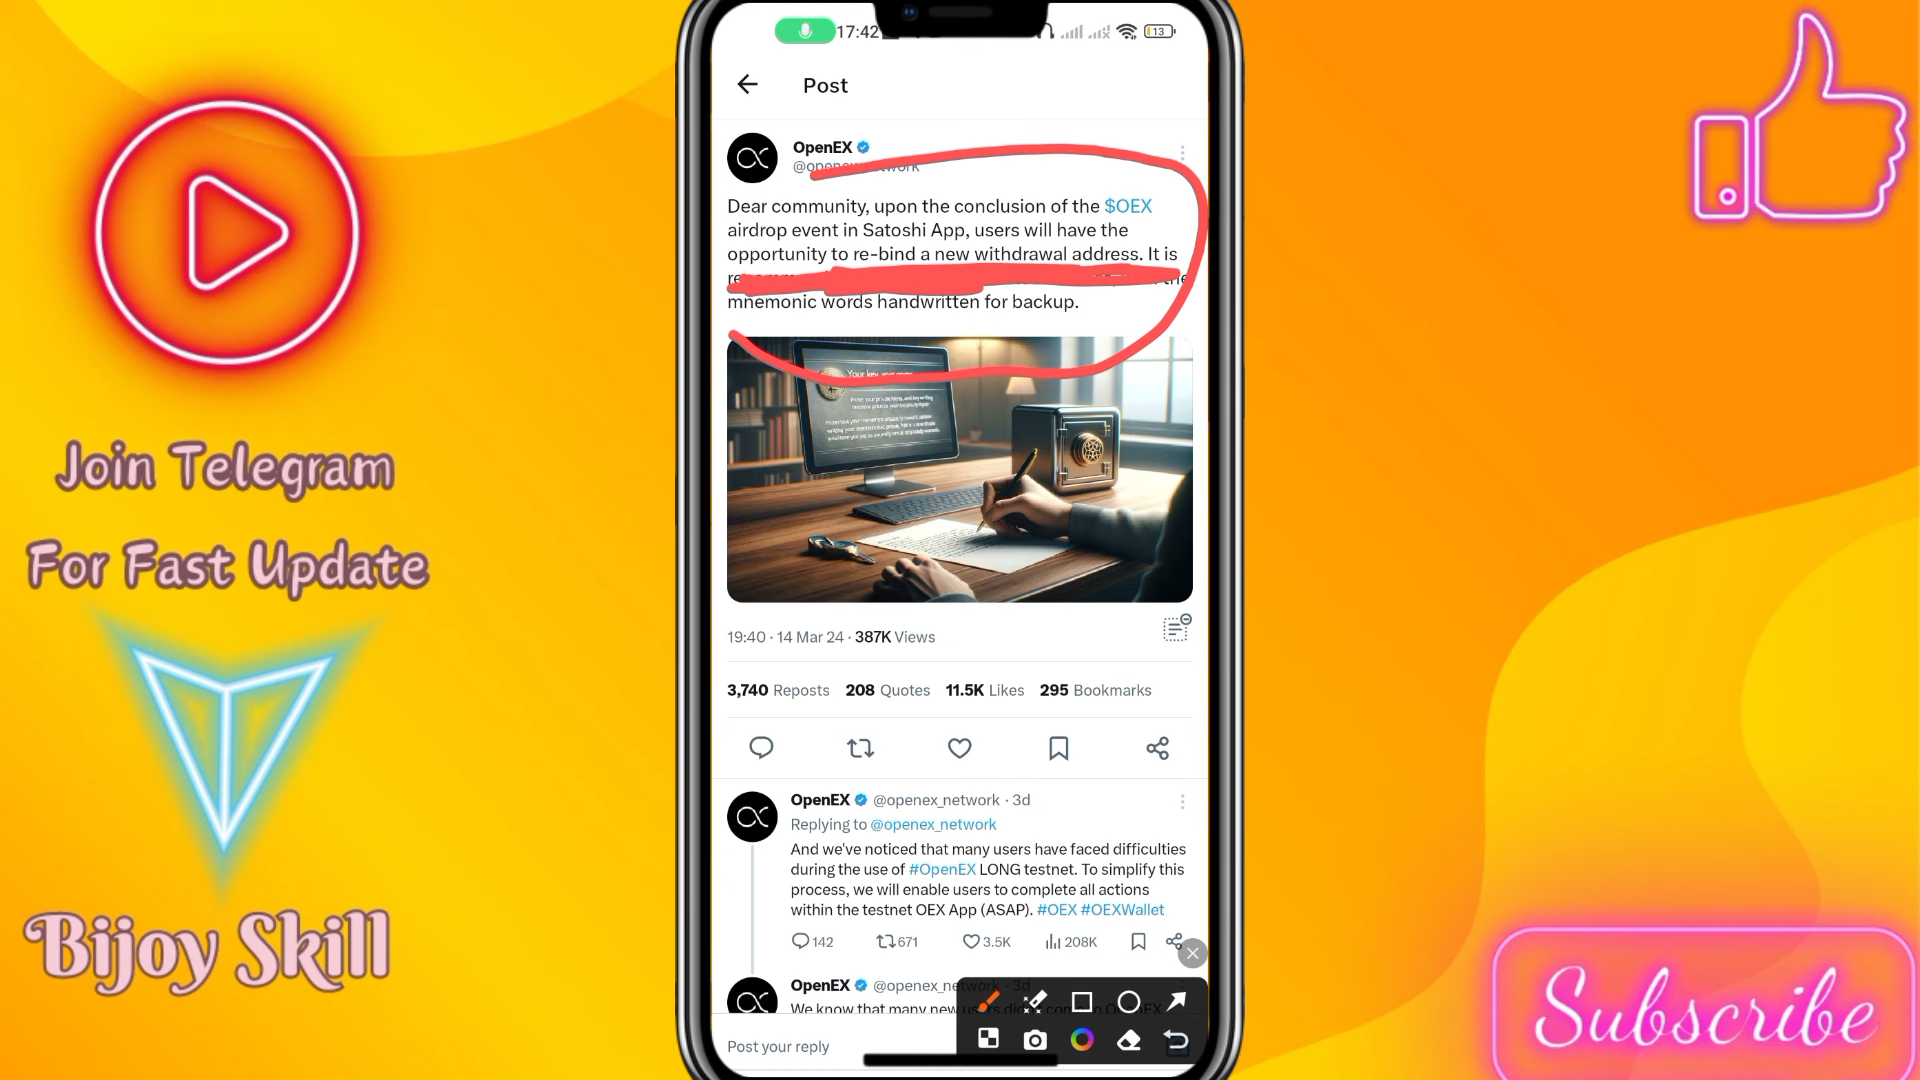 17:42
13
Post
OpenEX
@openex_network
Dear community, upon the conclusion of the $OEX
airdrop event in Satoshi App, users will have the
opportunity to re-bind a new withdrawal address. It is
the
mnemonic words handwritten for backup.
Your key, your
19:40 · 14 Mar 24 · 387K Views
3,740 Reposts 208 Quotes 11.5K Likes 295 Bookmarks
OpenEX @openex_network · 3d
Replying to @openex_network
And we've noticed that many users have faced difficulties
during the use of #OpenEX LONG testnet. To simplify this
process, we will enable users to complete all actions
within the testnet OEX App (ASAP). #OEX #OEXWallet
142 671 3.5K 208K
OpenEX @openex_network · 3d
We know that many new users
Post your reply
Join Telegram
For Fast Update
Bijoy Skill
Subscribe